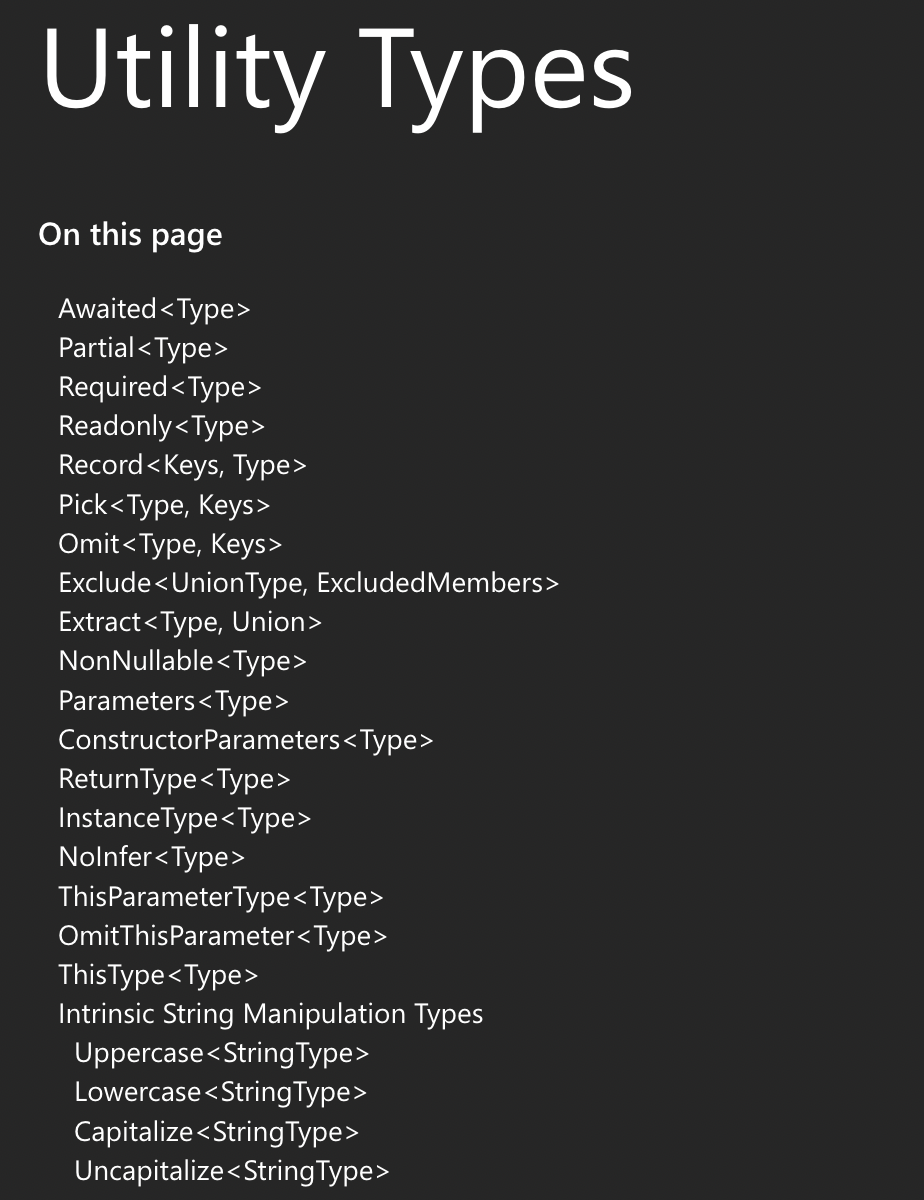 Utility Types
On this page
Awaited<Type>
Partial<Type>
Required<Type>
Readonly<Type>
Record<Keys, Type>
Pick<Type, Keys>
Omit<Type, Keys>
Exclude<UnionType, ExcludedMembers>
Extract<Type, Union>
NonNullable<Type>
Parameters<Type>
ConstructorParameters<Type>
ReturnType<Type>
InstanceType<Type>
NoInfer<Type>
ThisParameterType<Type>
OmitThisParameter<Type>
ThisType<Type>
Intrinsic String Manipulation Types
Uppercase<StringType>
Lowercase<StringType>
Capitalize<StringType>
Uncapitalize<StringType>